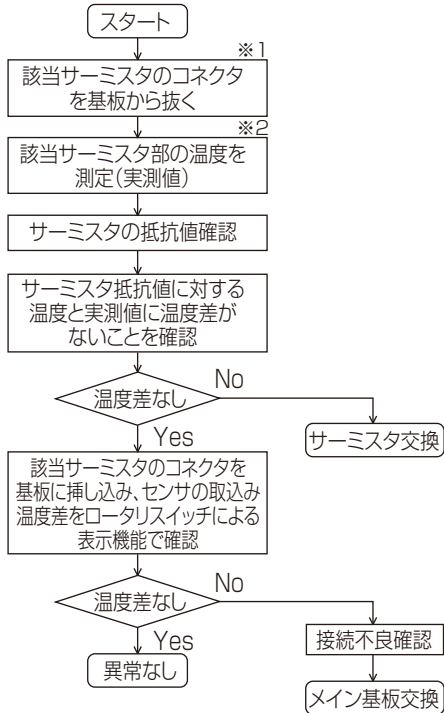 スタート
※1
該当サーミスタのコネクタ
を基板から抜く
※2
該当サーミスタ部の温度を
測定(実測値)
サーミスタの抵抗値確認
サーミスタ抵抗値に対する
温度と実測値に温度差が
ないことを確認
温度差なし
No
サーミスタ交換
Yes
該当サーミスタのコネクタを
基板に挿し込み、センサの取込み
温度差をロータリスイッチによる
表示機能で確認
温度差なし
No
接続不良確認
メイン基板交換
Yes
異常なし